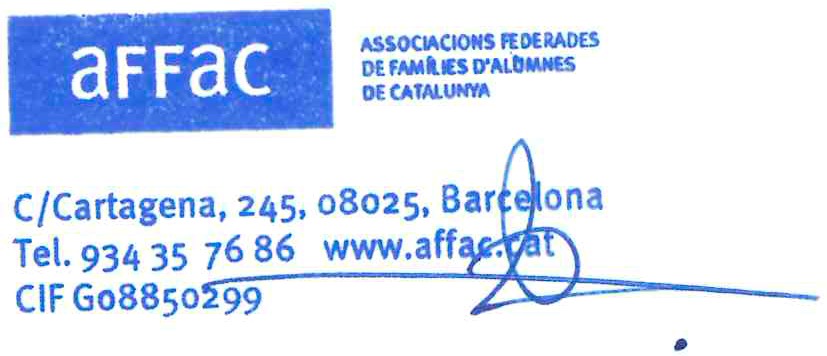 aFFac
ASSOCIACIONS FEDERADES
DE FAMÍLIES D'ALUMNES
DE CATALUNYA
C/Cartagena, 245, 08025, Barcelona
Tel. 934 35 76 86 www.affac.cat
CIF G08850299